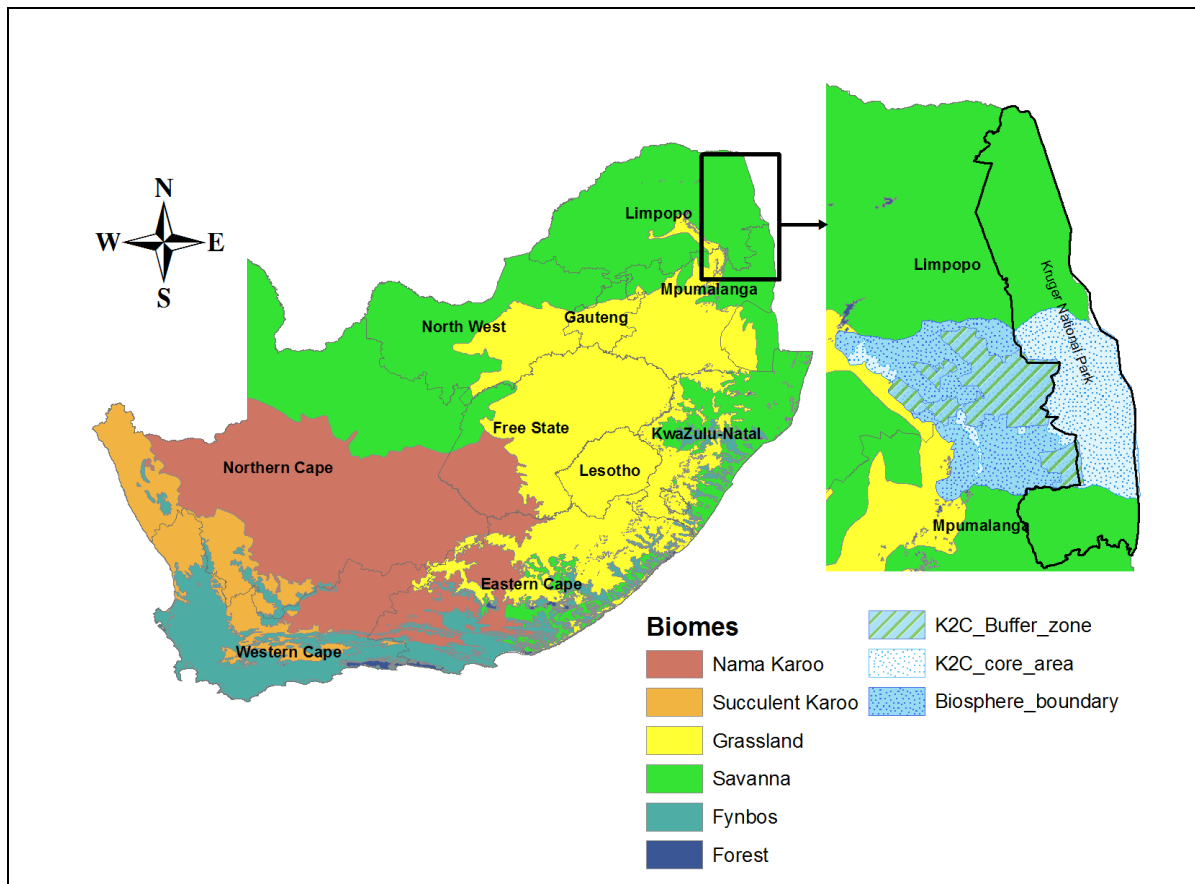 N
W
E
S
Limpopo
Mpumalanga
Gauteng
North West
Free State
KwaZulu-Natal
Lesotho
Northern Cape
Eastern Cape
Western Cape
Limpopo
Kruger National Park
Mpumalanga
Biomes
Nama Karoo
Succulent Karoo
Grassland
Savanna
Fynbos
Forest
K2C_Buffer_zone
K2C_core_area
Biosphere_boundary